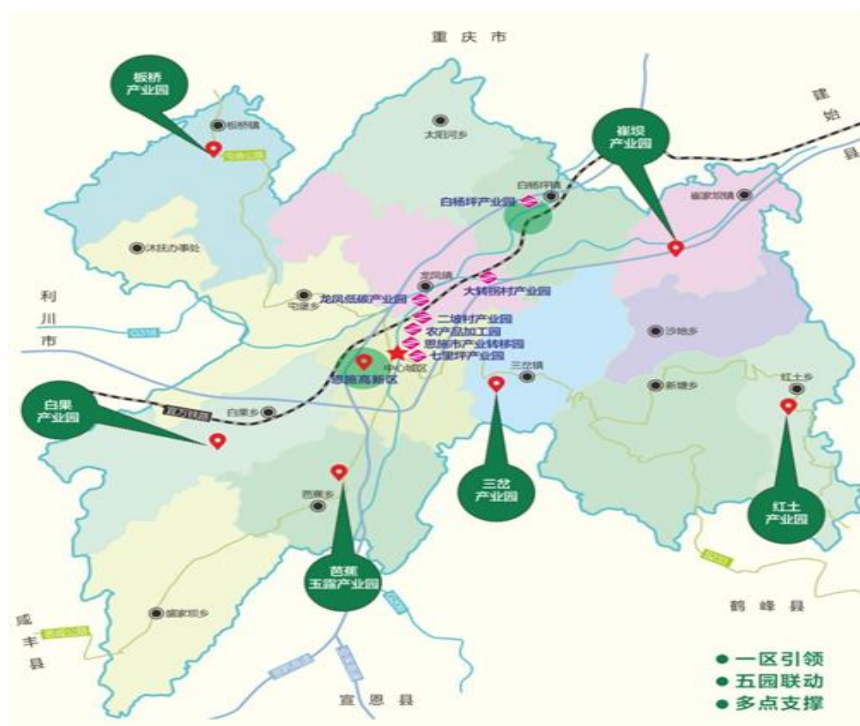 重庆市
板桥
产业园
板桥镇
太阳河乡
崔坝
产业园
建始县
白杨坪镇
白杨坪产业园
崔家坝镇
沐抚办事处
利川市
屯堡乡
龙凤镇
龙凤低碳产业园
大转拐村产业园
二坡村产业园
农产品加工园
恩施市产业转移园
七里坪产业园
中心城区
恩施高新区
沙地乡
三岔镇
新塘乡
红土乡
G318
白果
产业园
宜万铁路
白果乡
三岔
产业园
红土
产业园
芭蕉乡
芭蕉
玉露产业园
盛家坝乡
咸丰县
鹤峰县
宣恩县
一区引领
五园联动
多点支撑